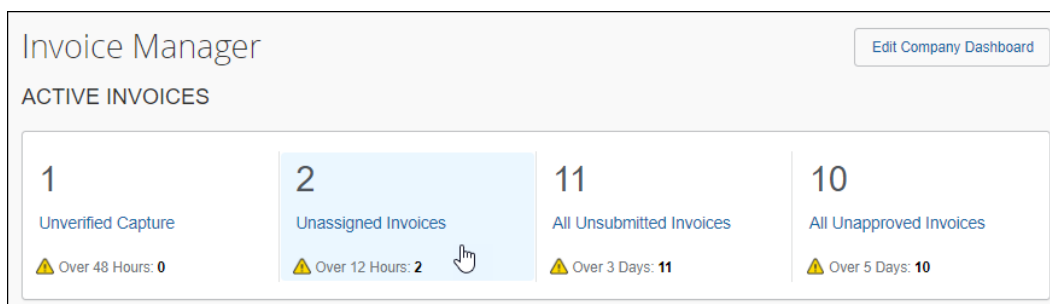 Invoice Manager
Edit Company Dashboard
ACTIVE INVOICES
1
Unverified Capture
Over 48 Hours: 0
2
Unassigned Invoices
Over 12 Hours: 2
11
All Unsubmitted Invoices
Over 3 Days: 11
10
All Unapproved Invoices
Over 5 Days: 10